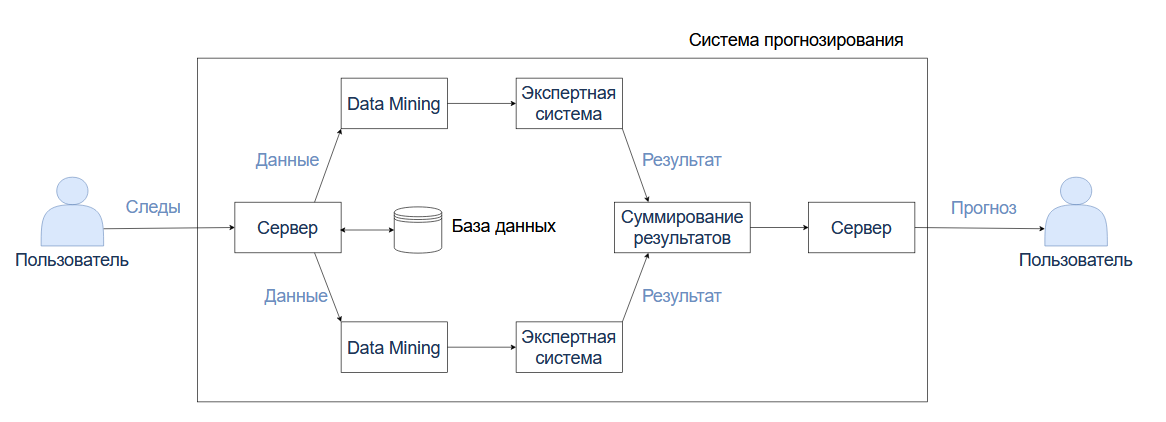 Система прогнозирования
Data Mining
Экспертная
система
Данные
Результат
Следы
Пользователь
Сервер
База данных
Суммирование
результатов
Сервер
Прогноз
Пользователь
Данные
Результат
Data Mining
Экспертная
система